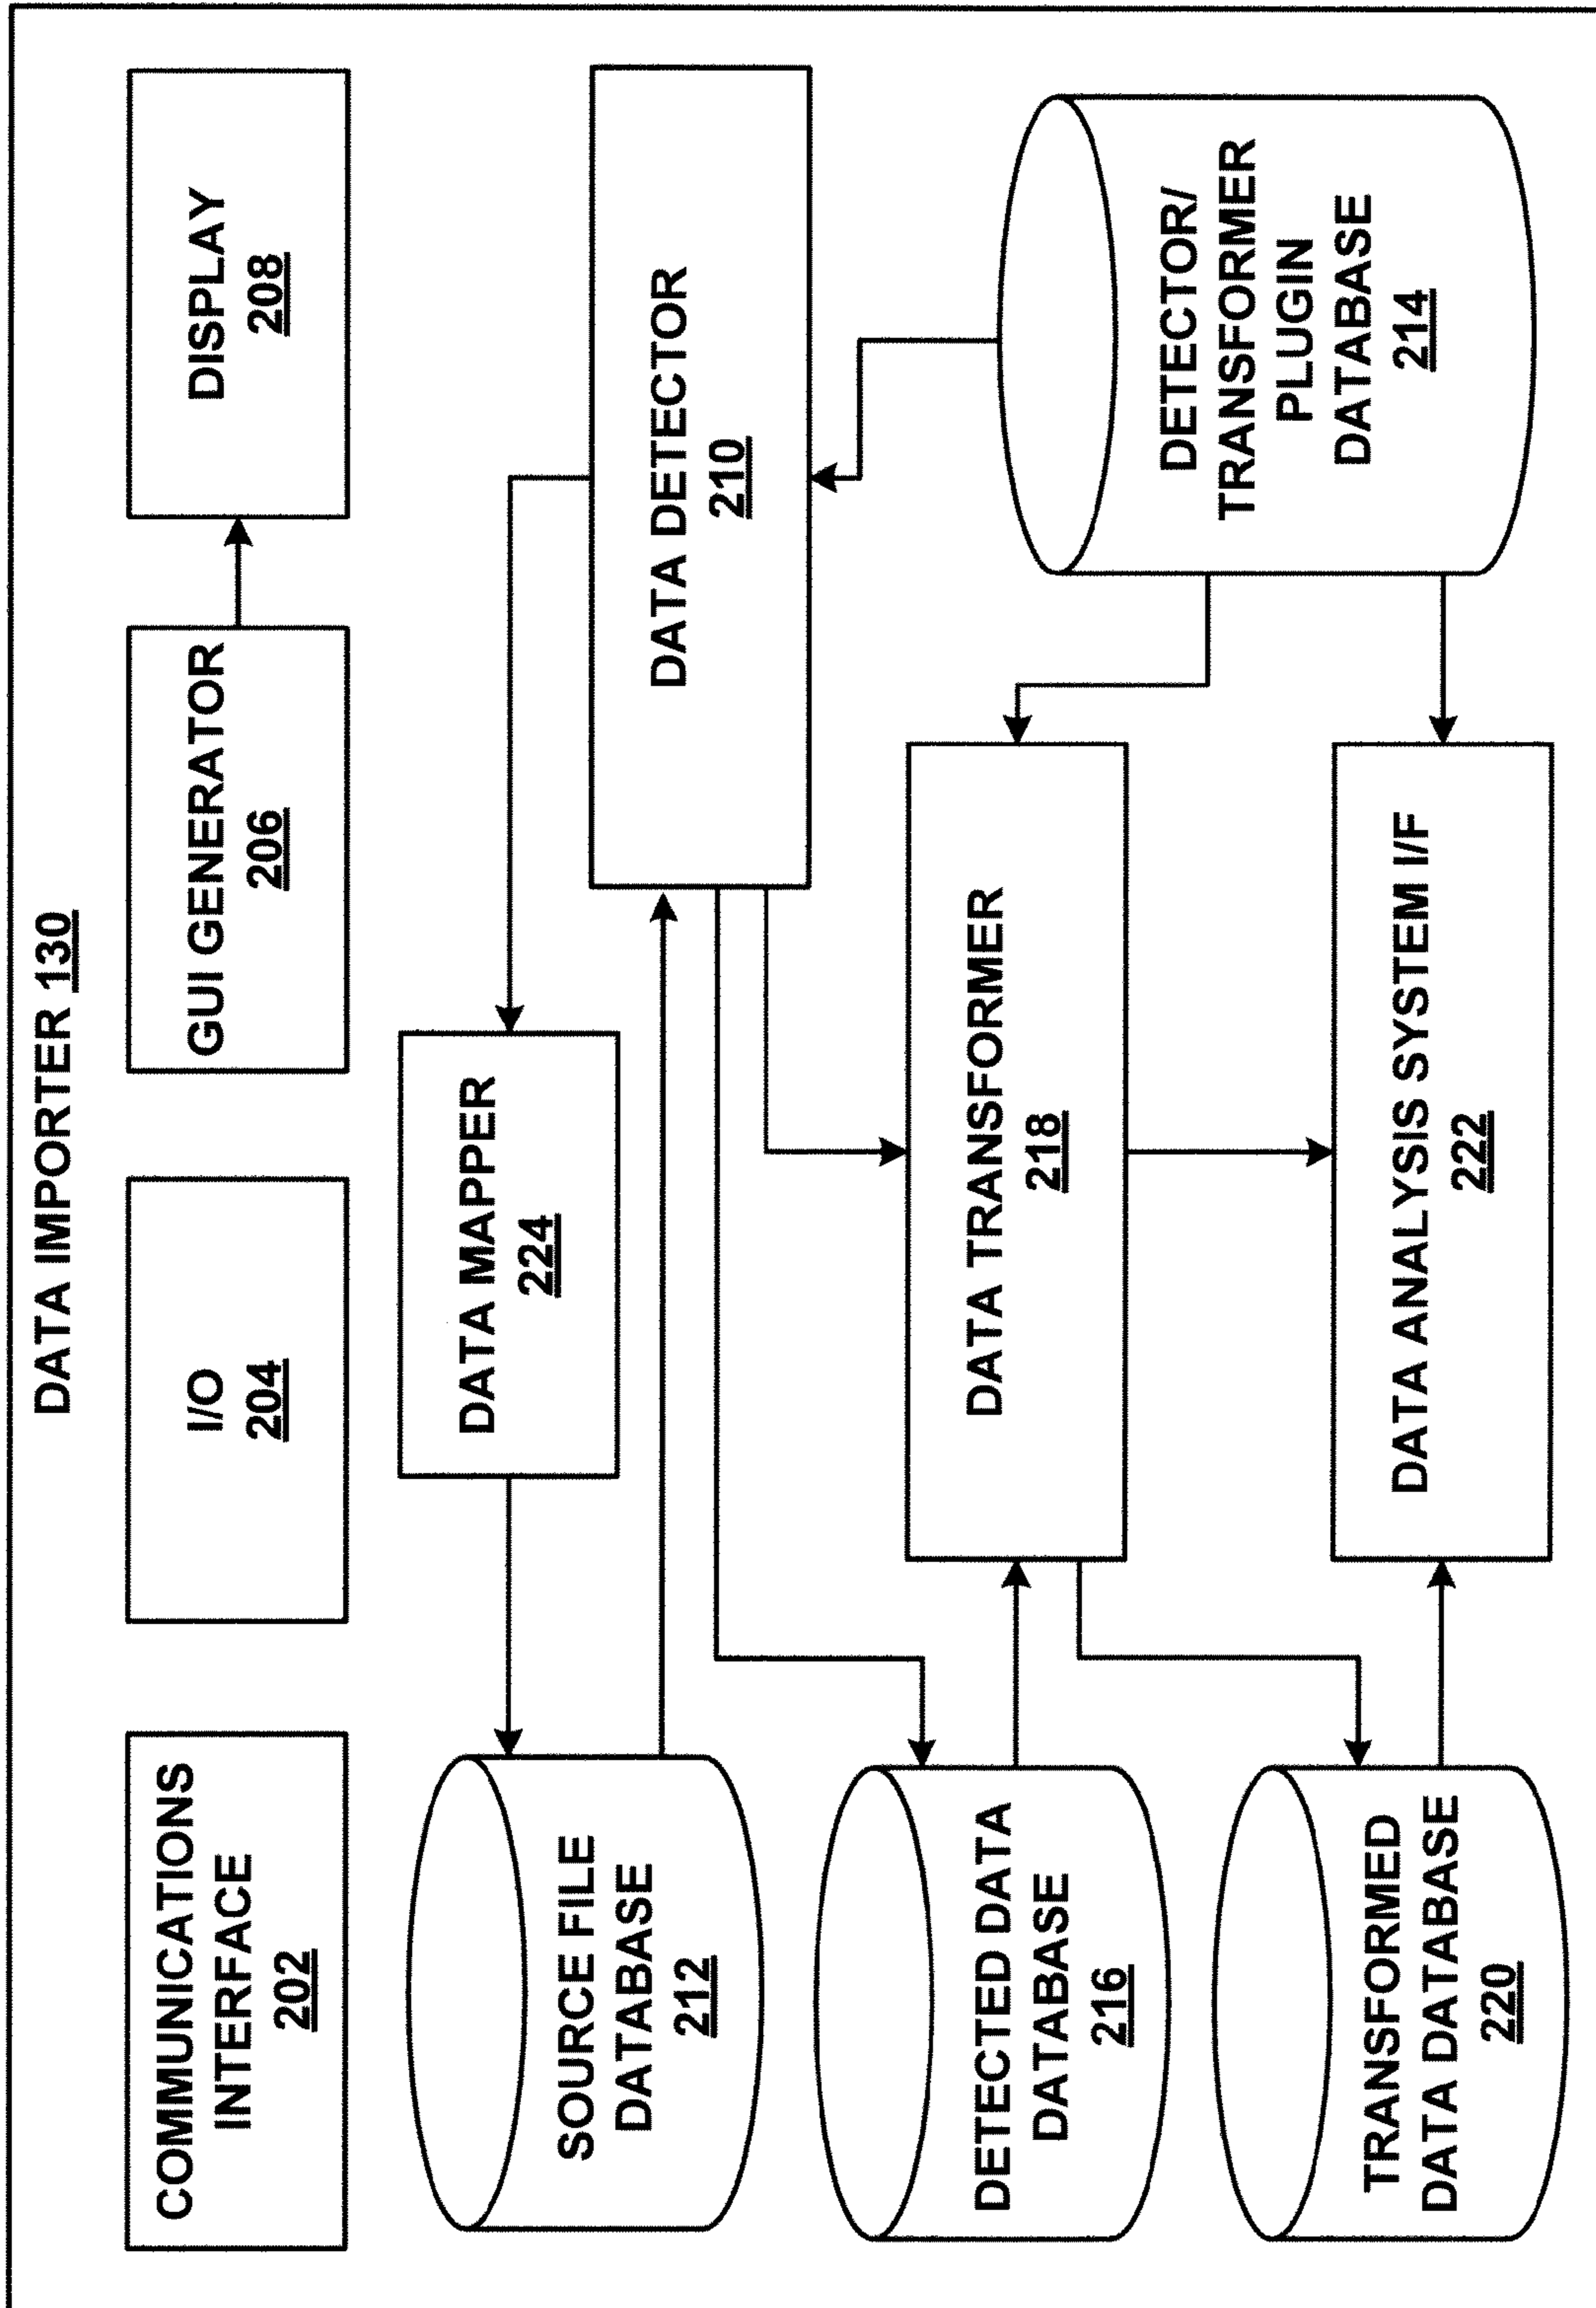 DATA IMPORTER 130
COMMUNICATIONS
INTERFACE
202
I/O
204
GUI GENERATOR
206
DISPLAY
208
SOURCE FILE
DATABASE
212
DATA MAPPER
224
DATA DETECTOR
210
DETECTED DATA
DATABASE
216
DATA TRANSFORMER
218
DETECTOR/
TRANSFORMER
PLUGIN
DATABASE
214
TRANSFORMED
DATA DATABASE
220
DATA ANALYSIS SYSTEM I/F
222